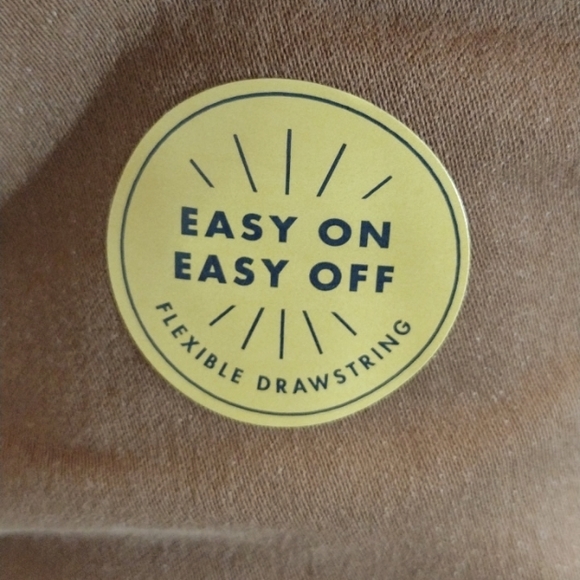 EASY ON
EASY OFF
FLEXIBLE DRAWSTRING